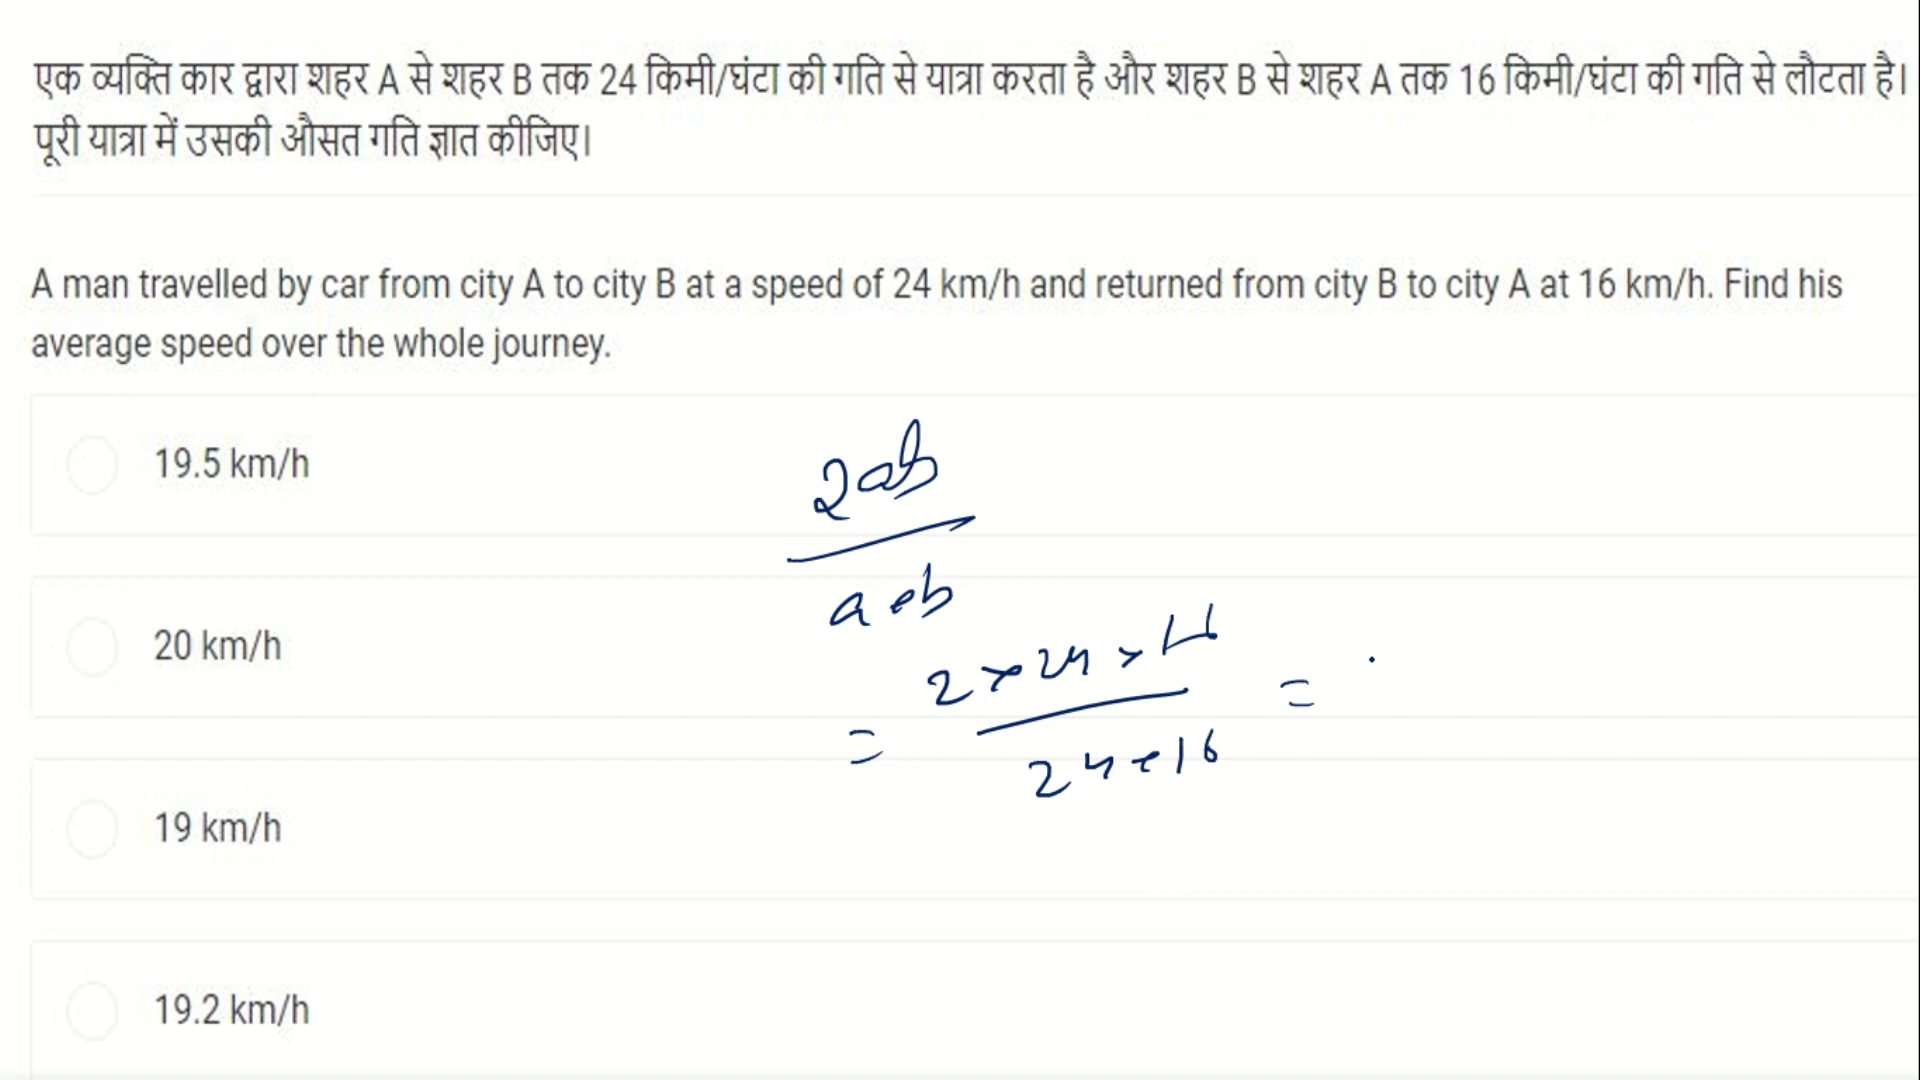 एक व्यक्ति कार द्वारा शहर A से शहर B तक 24 किमी/घंटा की गति से यात्रा करता है और शहर B से शहर A तक 16 किमी/घंटा की गति से लौटता है।
पूरी यात्रा में उसकी औसत गति ज्ञात कीजिए।
A man travelled by car from city A to city B at a speed of 24 km/h and returned from city B to city A at 16 km/h. Find his
average speed over the whole journey.
19.5 km/h
2ab
20 km/h
a+b
2×24×16
= =
24+16
19 km/h
19.2 km/h